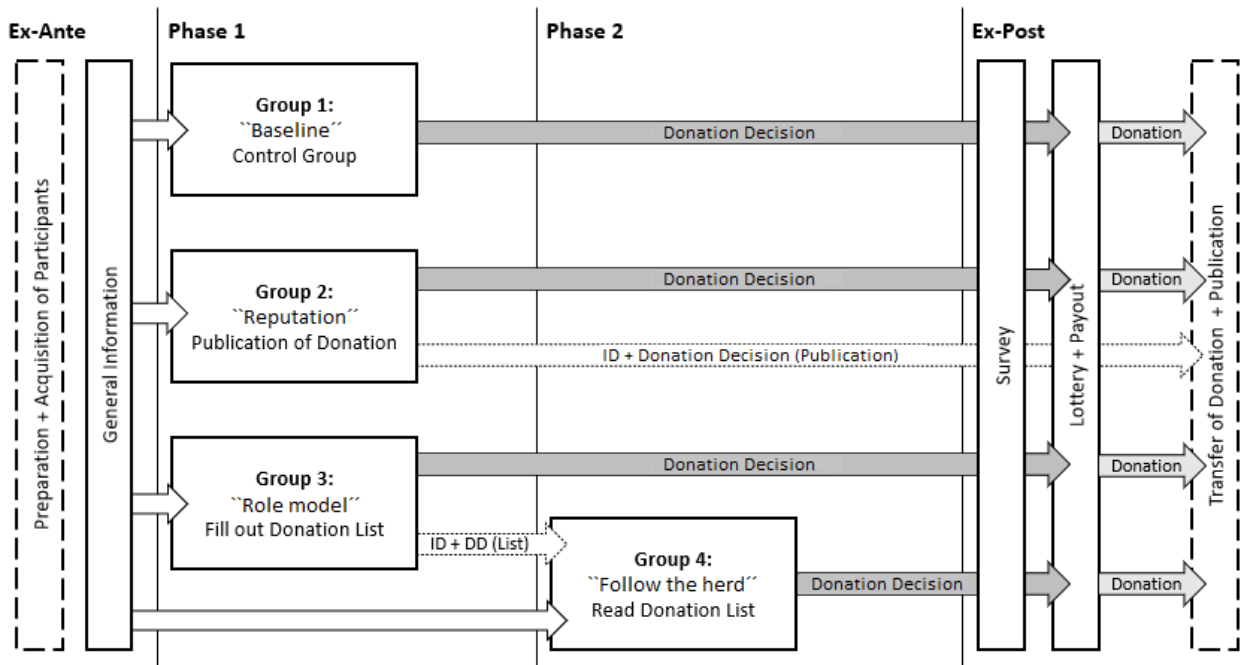 Ex-Ante
Phase 1
Phase 2
Ex-Post
Preparation + Acquisition of Participants
General Information
Group 1:
``Baseline´´
Control Group
Donation Decision
Donation
Group 2:
``Reputation´´
Publication of Donation
Donation Decision
Donation
ID + Donation Decision (Publication)
Group 3:
``Role model´´
Fill out Donation List
Donation Decision
Donation
ID + DD (List)
Group 4:
``Follow the herd´´
Read Donation List
Donation Decision
Donation
Survey
Lottery + Payout
Transfer of Donation + Publication